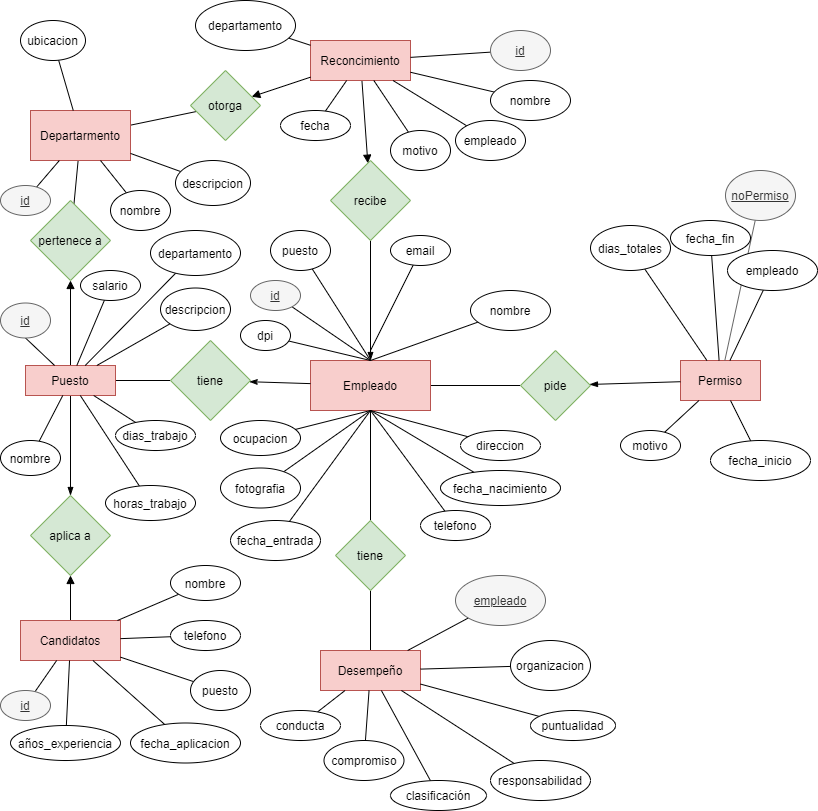 departamento
ubicacion
Reconcimiento
id
otorga
nombre
Departarmento
fecha
motivo
empleado
descripcion
id
nombre
recibe
noPermiso
pertenece a
departamento
puesto
email
dias_totales
fecha_fin
empleado
salario
id
descripcion
id
nombre
dpi
Puesto
tiene
Empleado
pide
Permiso
nombre
dias_trabajo
ocupacion
direccion
motivo
fecha_inicio
horas_trabajo
fotografia
fecha_nacimiento
aplica a
fecha_entrada
telefono
tiene
nombre
empleado
Candidatos
telefono
Desempeño
organizacion
id
puesto
conducta
puntualidad
años_experiencia
fecha_aplicacion
compromiso
responsabilidad
clasificación